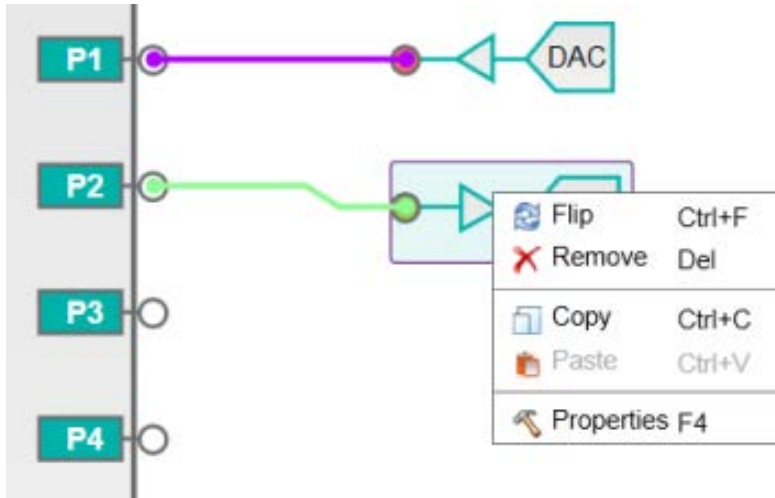 P1
DAC
P2
Flip Ctrl+F
Remove Del
P3
Copy Ctrl+C
Paste Ctrl+V
Properties F4
P4